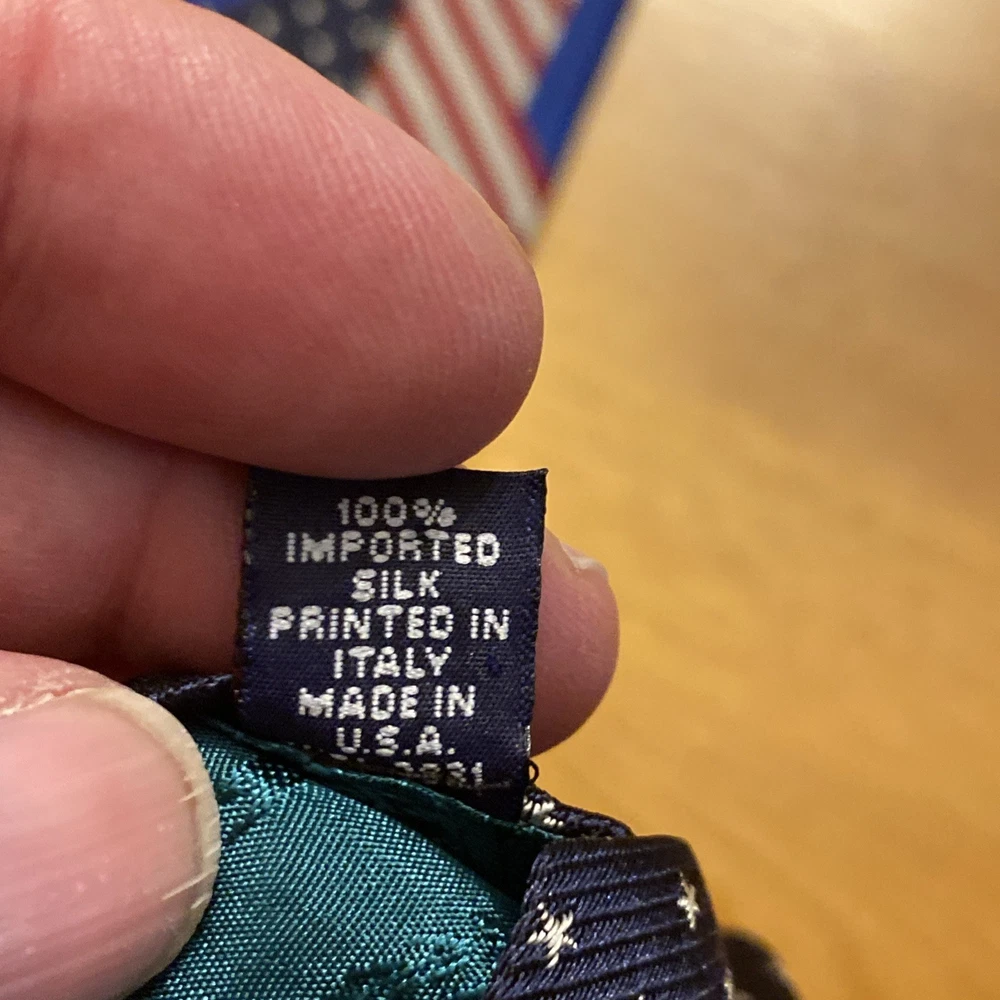 100%
IMPORTED
SILK
PRINTED IN
ITALY
MADE IN
U.S.A.